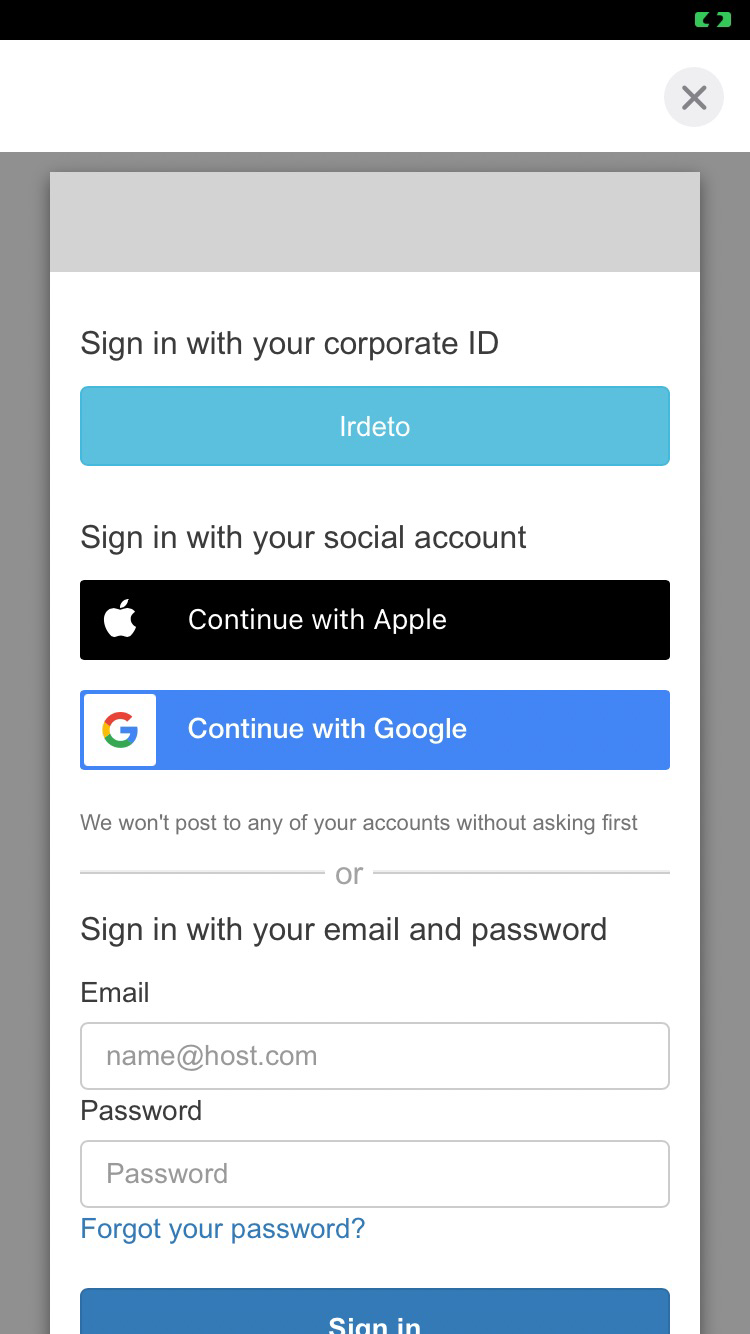 Sign in with your corporate ID
Irdeto
Sign in with your social account
Continue with Apple
Continue with Google
We won't post to any of your accounts without asking first
or
Sign in with your email and password
Email
name@host.com
Password
Password
Forgot your password?
Sign in